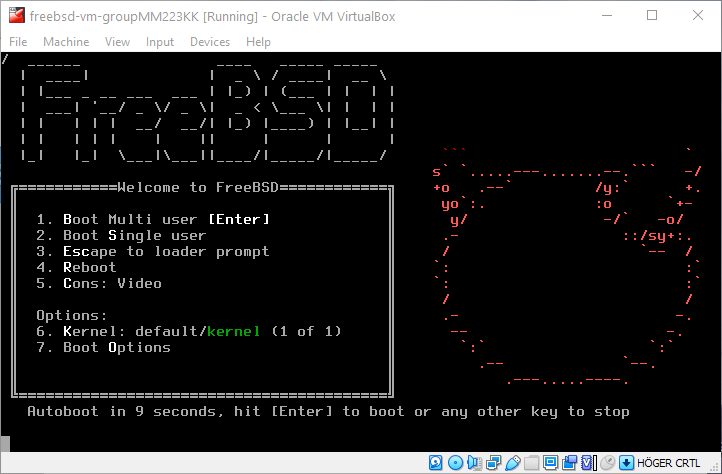 freebsd-vm-groupMM223KK [Running] - Oracle VM VirtualBox
File Machine View Input Devices Help
FreeBSD
Welcome to FreeBSD
1. Boot Multi user [Enter]
2. Boot Single user
3. Escape to loader prompt
4. Reboot
5. Cons: Video
Options:
6. Kernel: default/kernel (1 of 1)
7. Boot Options
Autoboot in 9 seconds, hit [Enter] to boot or any other key to stop
HÖGER CRTL